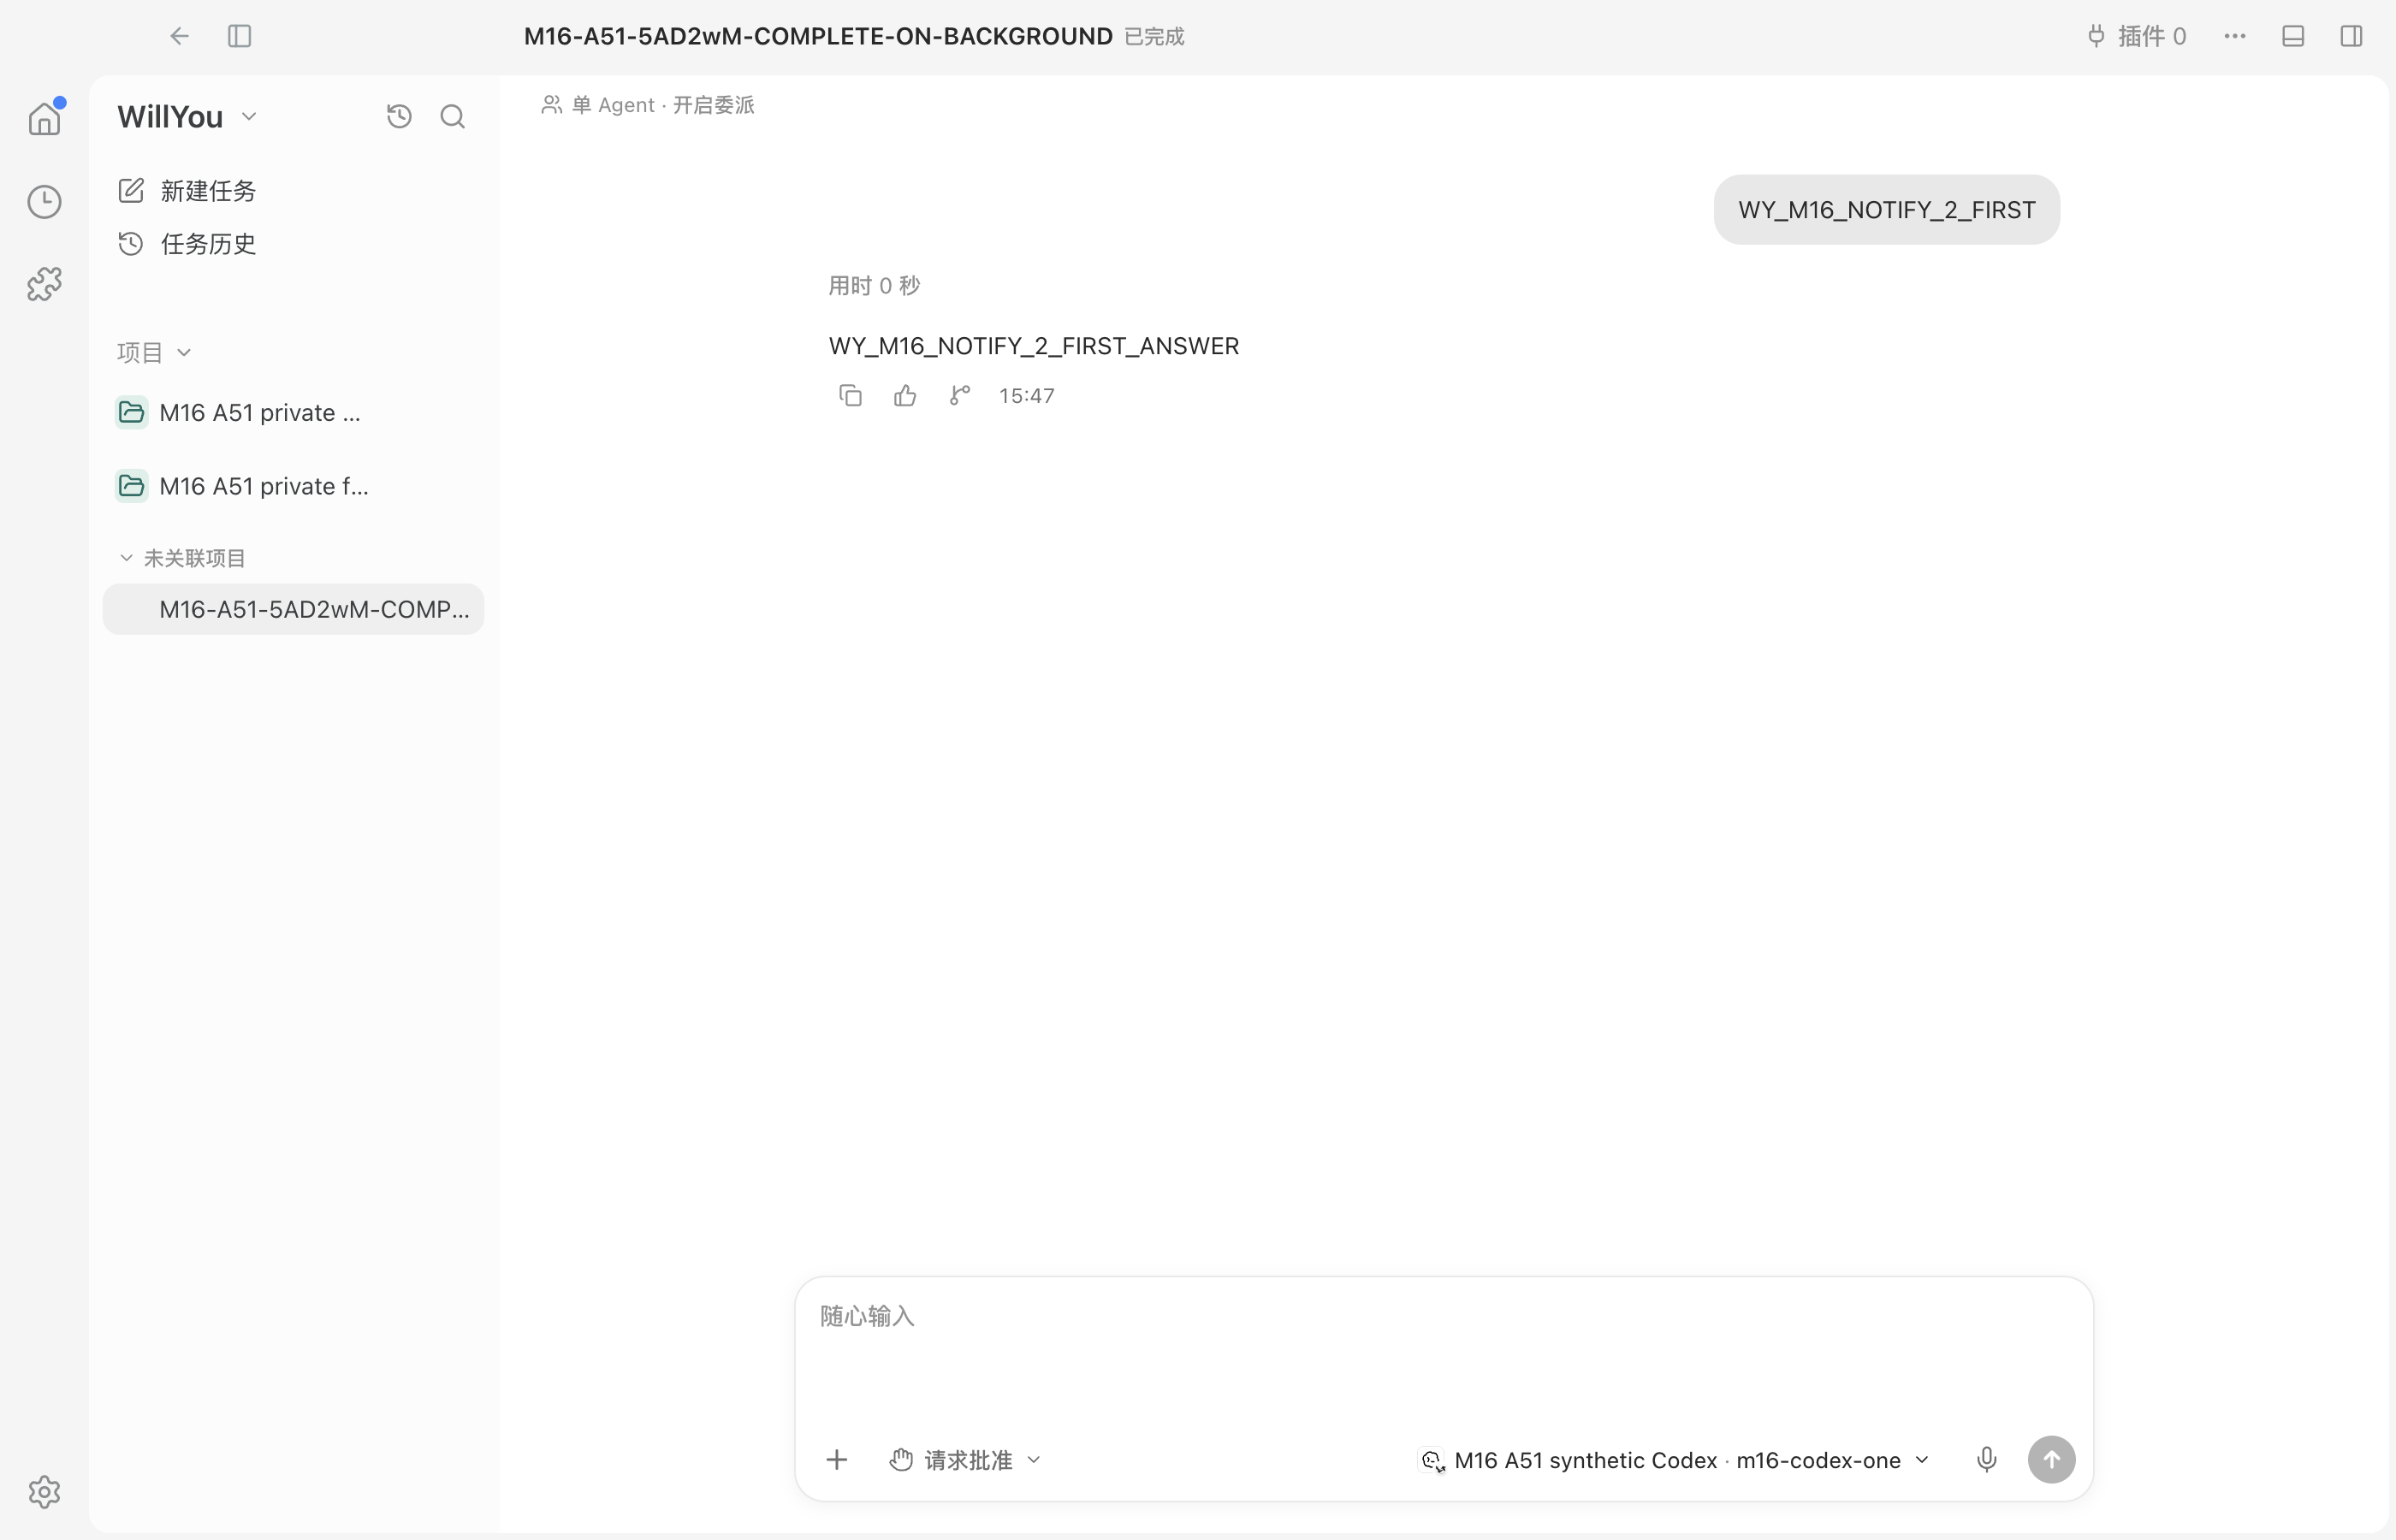 M16-A51-5AD2wM-COMPLETE-ON-BACKGROUND 已完成
插件 0
WillYou
新建任务
任务历史
项目
M16 A51 private ...
M16 A51 private f...
未关联项目
M16-A51-5AD2wM-COMP...
单 Agent · 开启委派
WY_M16_NOTIFY_2_FIRST
用时 0 秒
WY_M16_NOTIFY_2_FIRST_ANSWER
15:47
随心输入
请求批准
M16 A51 synthetic Codex · m16-codex-one